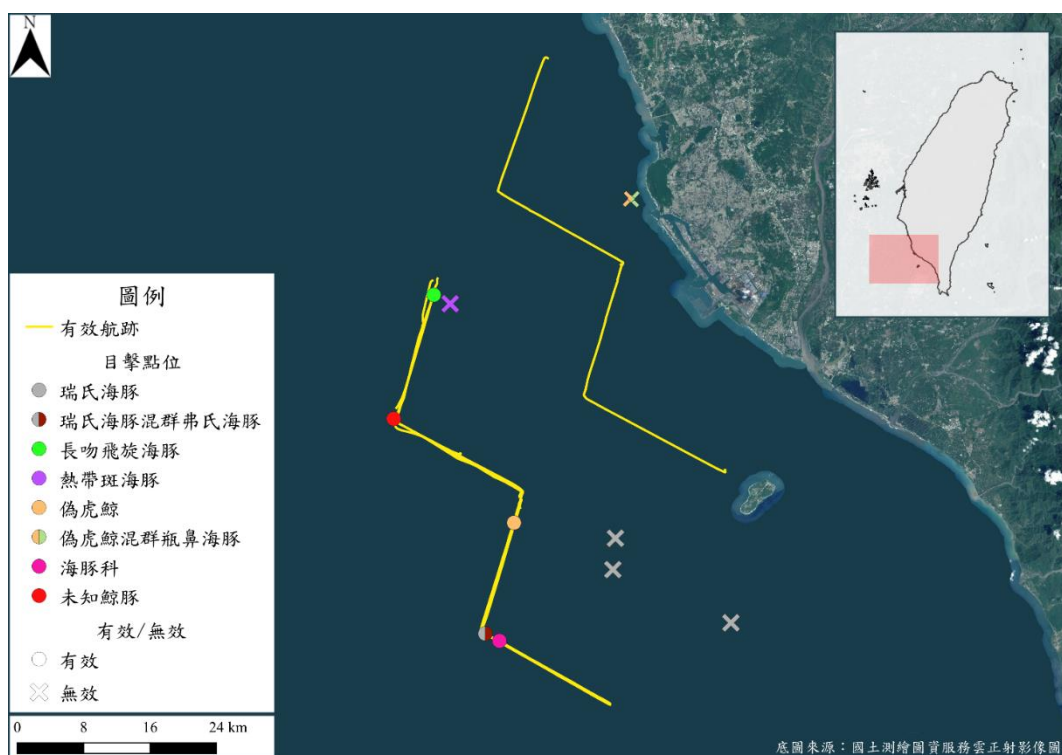 N
圖例
有效航跡
目擊點位
瑞氏海豚
瑞氏海豚混群弗氏海豚
長吻飛旋海豚
熱帶斑海豚
偽虎鯨
偽虎鯨混群瓶鼻海豚
海豚科
未知鯨豚
有效/無效
有效
無效
0 8 16 24 km
底圖來源：國土測繪圖資服務雲正射影像圖